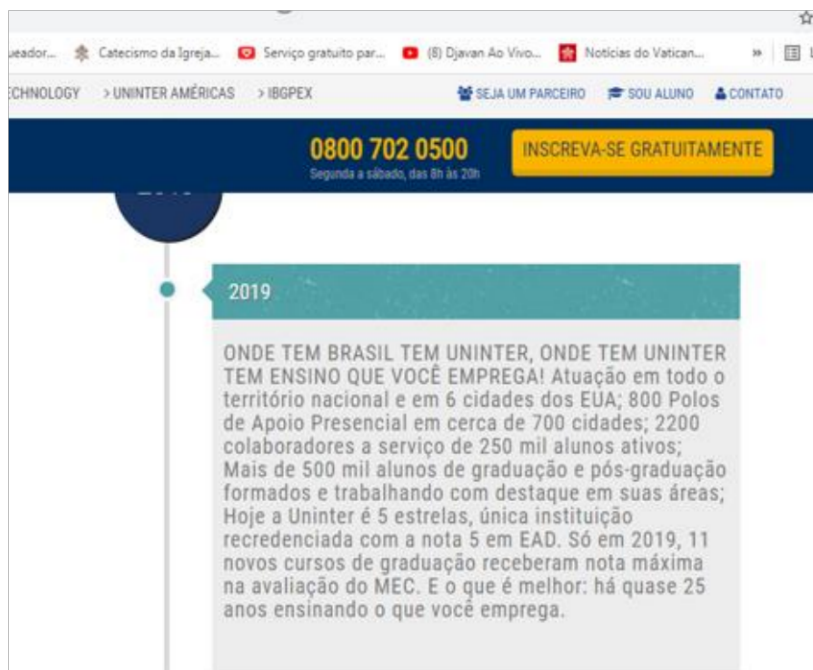 ueador...
Catecismo da Igreja...
Serviço gratuito par...
(8) Djavan Ao Vivo...
Notícias do Vatican...
»
ECHNOLOGY > UNINTER AMÉRICAS > IBGPEX SEJA UM PARCEIRO SOU ALUNO CONTATO
0800 702 0500
Segunda a sábado, das 8h às 20h
INSCREVA-SE GRATUITAMENTE
2019
ONDE TEM BRASIL TEM UNINTER, ONDE TEM UNINTER
TEM ENSINO QUE VOCÊ EMPREGA! Atuação em todo o
território nacional e em 6 cidades dos EUA; 800 Polos
de Apoio Presencial em cerca de 700 cidades; 2200
colaboradores a serviço de 250 mil alunos ativos;
Mais de 500 mil alunos de graduação e pós-graduação
formados e trabalhando com destaque em suas áreas;
Hoje a Uninter é 5 estrelas, única instituição
recredenciada com a nota 5 em EAD. Só em 2019, 11
novos cursos de graduação receberam nota máxima
na avaliação do MEC. E o que é melhor: há quase 25
anos ensinando o que você emprega.